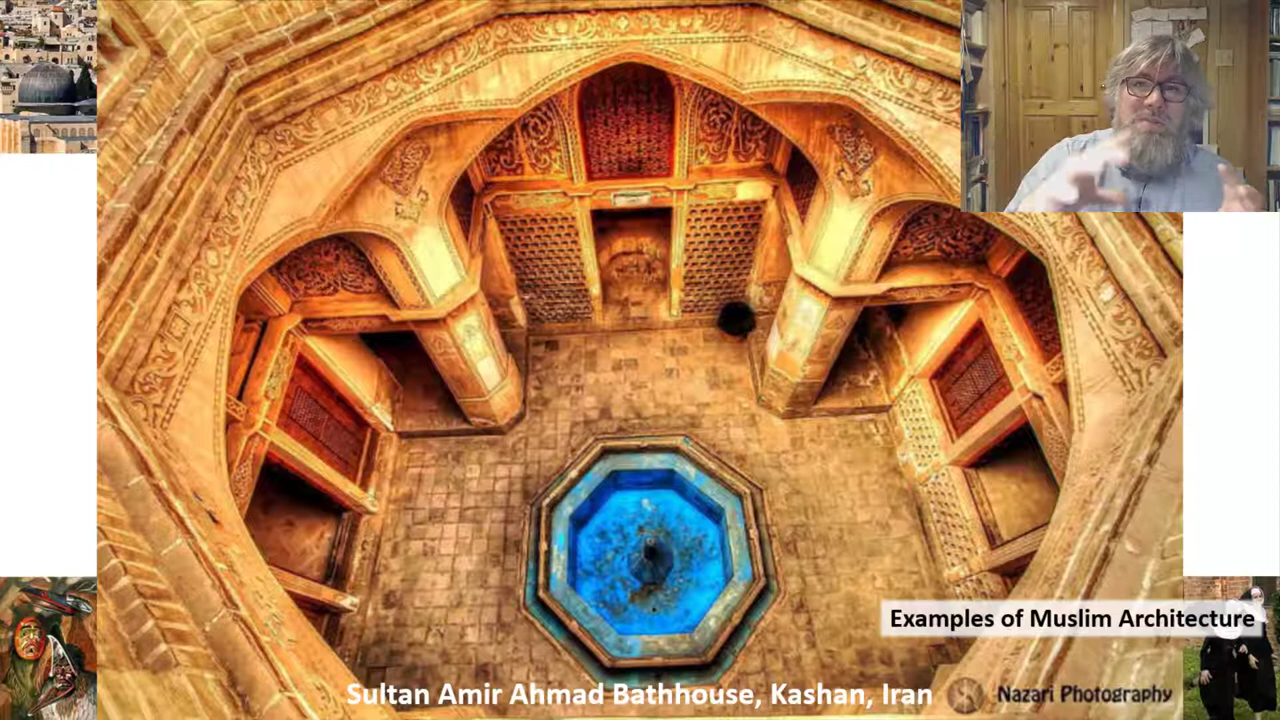 Examples of Muslim Architecture
Sultan Amir Ahmad Bathhouse, Kashan, Iran
Nazari Photography